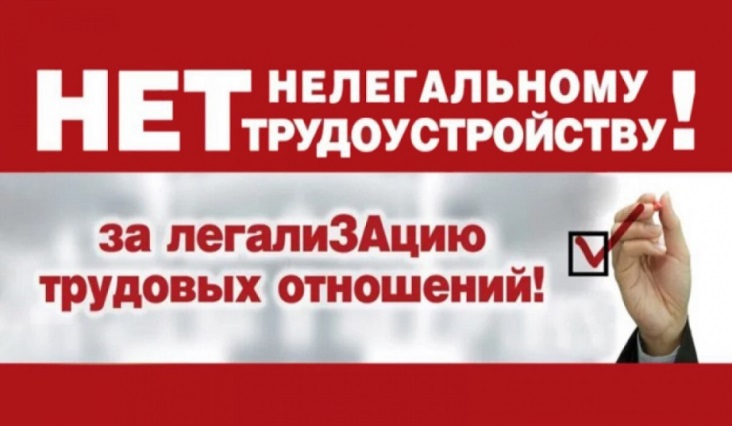 НЕТ НЕЛЕГАЛЬНОМУ
ТРУДОУСТРОЙСТВУ!
за легалиЗАцию
трудовых отношений!